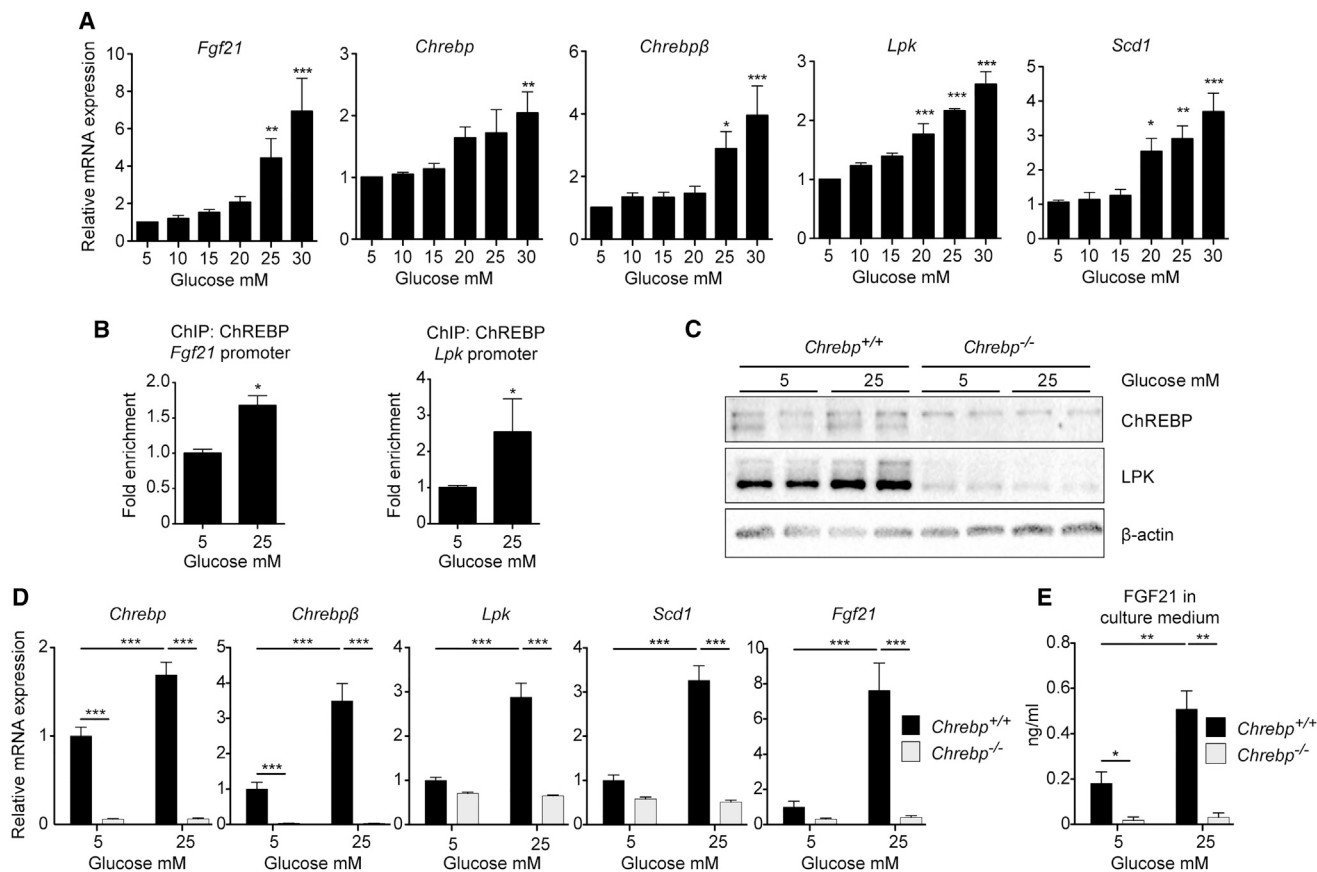 A
Fgf21
Chrebp
Chrebpβ
Lpk
Scd1
Relative mRNA expression
10
8
6
4
2
0
3
2
1
0
6
4
2
0
3
2
1
0
5
4
3
2
1
0
***
**
**
***
*
***
***
***
***
**
*
5 10 15 20 25 30
5 10 15 20 25 30
5 10 15 20 25 30
5 10 15 20 25 30
5 10 15 20 25 30
Glucose mM
Glucose mM
Glucose mM
Glucose mM
Glucose mM
B
ChIP: ChREBP
Fgf21 promoter
Fold enrichment
2.0
1.5
1.0
0.5
0
*
5 25
Glucose mM
ChIP: ChREBP
Lpk promoter
Fold enrichment
4
3
2
1
0
*
5 25
Glucose mM
C
Chrebp+/+ Chrebp-/-
5 25 5 25 Glucose mM
ChREBP
LPK
β-actin
D
Chrebp
Chrebpβ
Lpk
Scd1
Fgf21
Relative mRNA expression
*** ***
*** ***
*** ***
*** ***
*** ***
***
***
2
1
0
5
4
3
2
1
0
4
3
2
1
0
4
3
2
1
0
10
8
6
4
2
0
5 25
5 25
5 25
5 25
5 25
Glucose mM
Glucose mM
Glucose mM
Glucose mM
Glucose mM
Chrebp+/+
Chrebp-/-
E
FGF21 in
culture medium
ng/ml
0.8
0.6
0.4
0.2
0
** **
*
5 25
Glucose mM
Chrebp+/+
Chrebp-/-